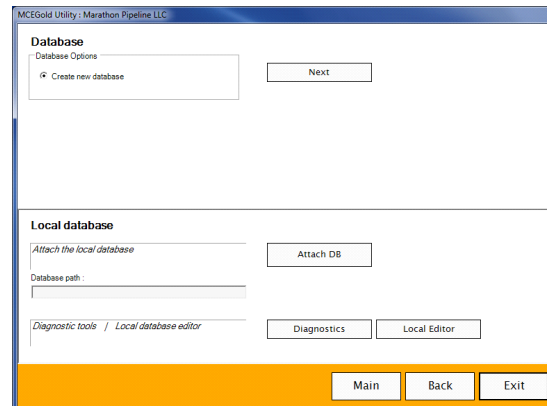 MCEGold Utility : Marathon Pipeline LLC
Database
Database Options
Create new database
Next
Local database
Attach the local database
Attach DB
Database path :
Diagnostic tools / Local database editor
Diagnostics
Local Editor
Main
Back
Exit